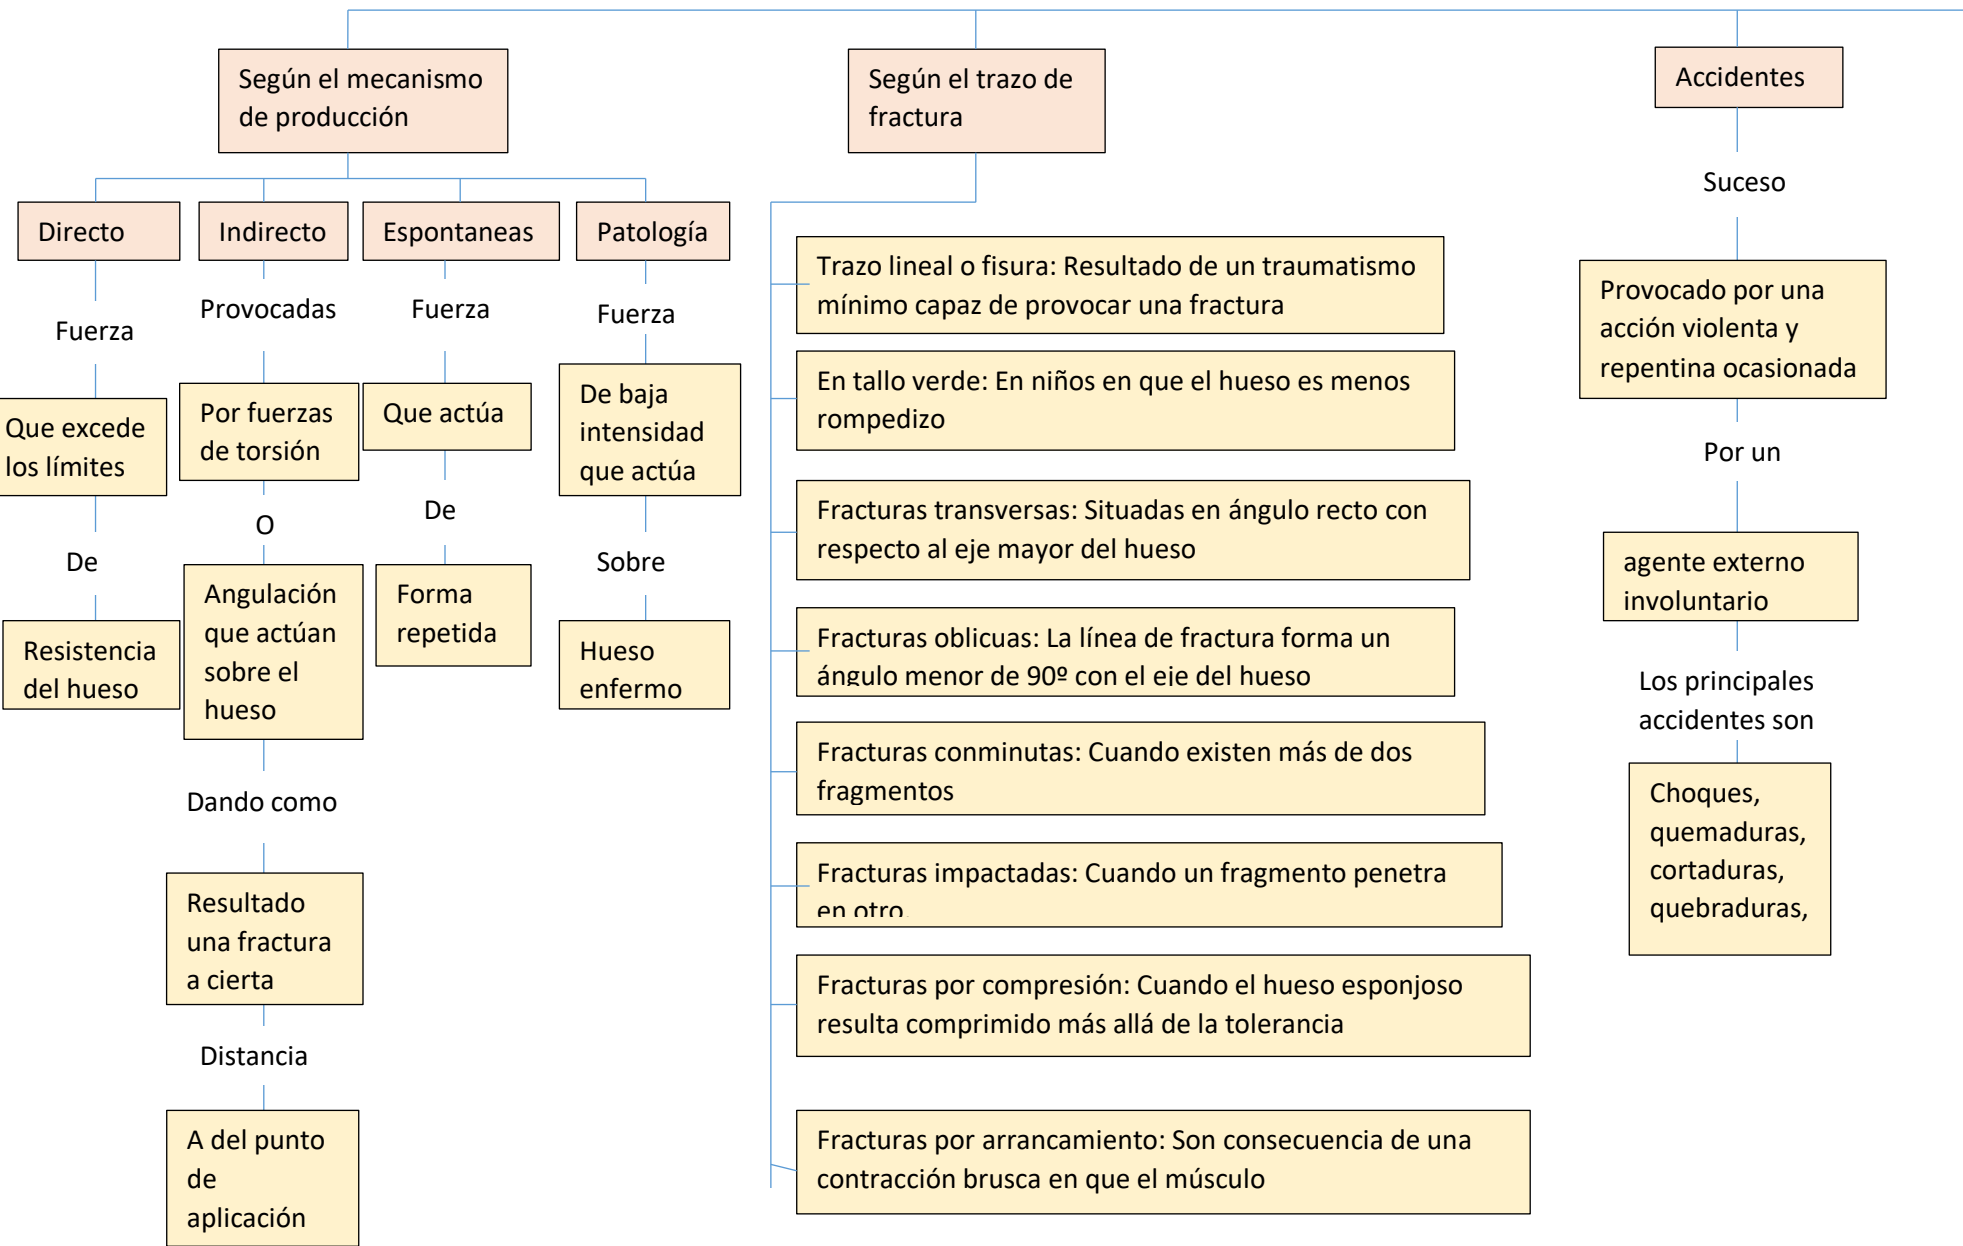 Según el mecanismo
de producción
Directo
Fuerza
Que excede
los límites
De
Resistencia
del hueso
Indirecto
Provocadas
Por fuerzas
de torsión
O
Angulación
que actúan
sobre el
hueso
Dando como
Resultado
una fractura
a cierta
Distancia
A del punto
de
aplicación
Espontaneas
Fuerza
Que actúa
De
Forma
repetida
Patología
Fuerza
De baja
intensidad
que actúa
Sobre
Hueso
enfermo
Según el trazo de
fractura
Trazo lineal o fisura: Resultado de un traumatismo
mínimo capaz de provocar una fractura
En tallo verde: En niños en que el hueso es menos
rompedizo
Fracturas transversas: Situadas en ángulo recto con
respecto al eje mayor del hueso
Fracturas oblicuas: La línea de fractura forma un
ángulo menor de 90º con el eje del hueso
Fracturas conminutas: Cuando existen más de dos
fragmentos
Fracturas impactadas: Cuando un fragmento penetra
en otro.
Fracturas por compresión: Cuando el hueso esponjoso
resulta comprimido más allá de la tolerancia
Fracturas por arrancamiento: Son consecuencia de una
contracción brusca en que el músculo
Accidentes
Suceso
Provocado por una
acción violenta y
repentina ocasionada
Por un
agente externo
involuntario
Los principales
accidentes son
Choques,
quemaduras,
cortaduras,
quebraduras,